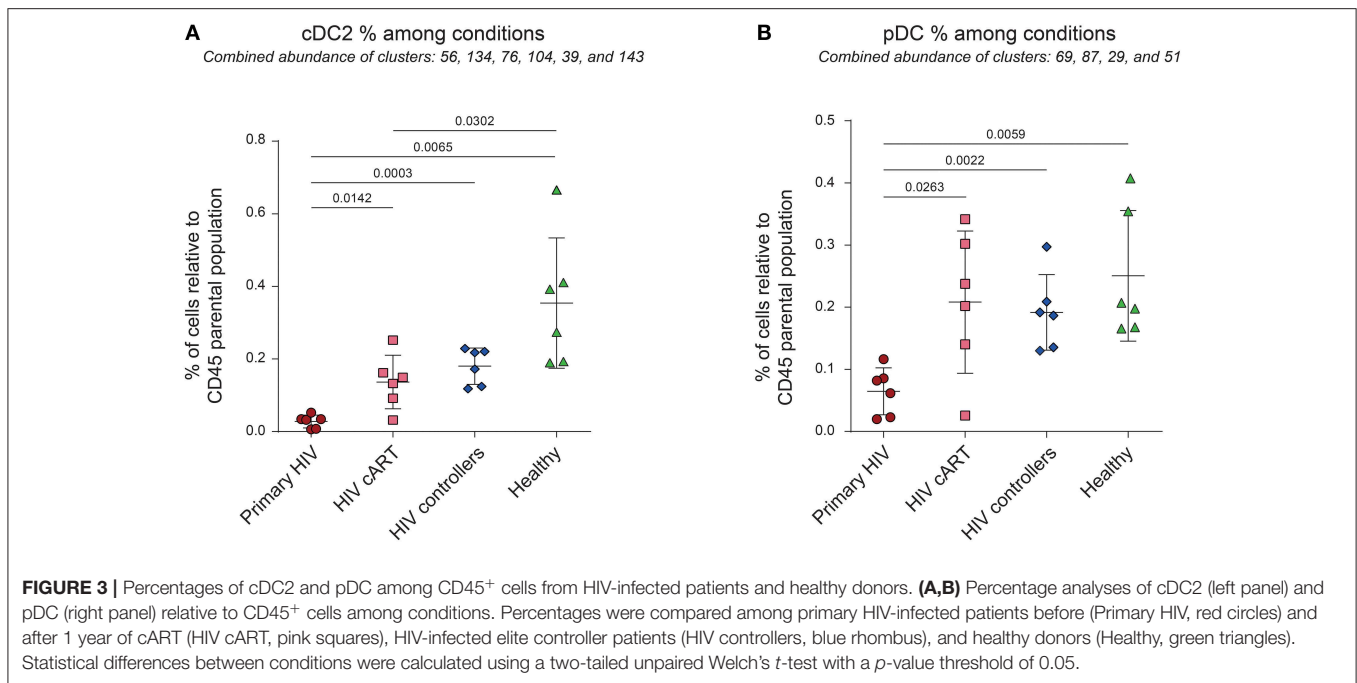 A
cDC2 % among conditions
Combined abundance of clusters: 56, 134, 76, 104, 39, and 143
% of cells relative to
CD45 parental population
0.8
0.6
0.4
0.2
0.0
0.0302
0.0065
0.0003
0.0142
Primary HIV
HIV cART
HIV controllers
Healthy
B
pDC % among conditions
Combined abundance of clusters: 69, 87, 29, and 51
% of cells relative to
CD45 parental population
0.5
0.4
0.3
0.2
0.1
0.0
0.0059
0.0022
0.0263
Primary HIV
HIV cART
HIV controllers
Healthy
FIGURE 3 | Percentages of cDC2 and pDC among CD45⁺ cells from HIV-infected patients and healthy donors. (A,B) Percentage analyses of cDC2 (left panel) and
pDC (right panel) relative to CD45⁺ cells among conditions. Percentages were compared among primary HIV-infected patients before (Primary HIV, red circles) and
after 1 year of cART (HIV cART, pink squares), HIV-infected elite controller patients (HIV controllers, blue rhombus), and healthy donors (Healthy, green triangles).
Statistical differences between conditions were calculated using a two-tailed unpaired Welch's t-test with a p-value threshold of 0.05.